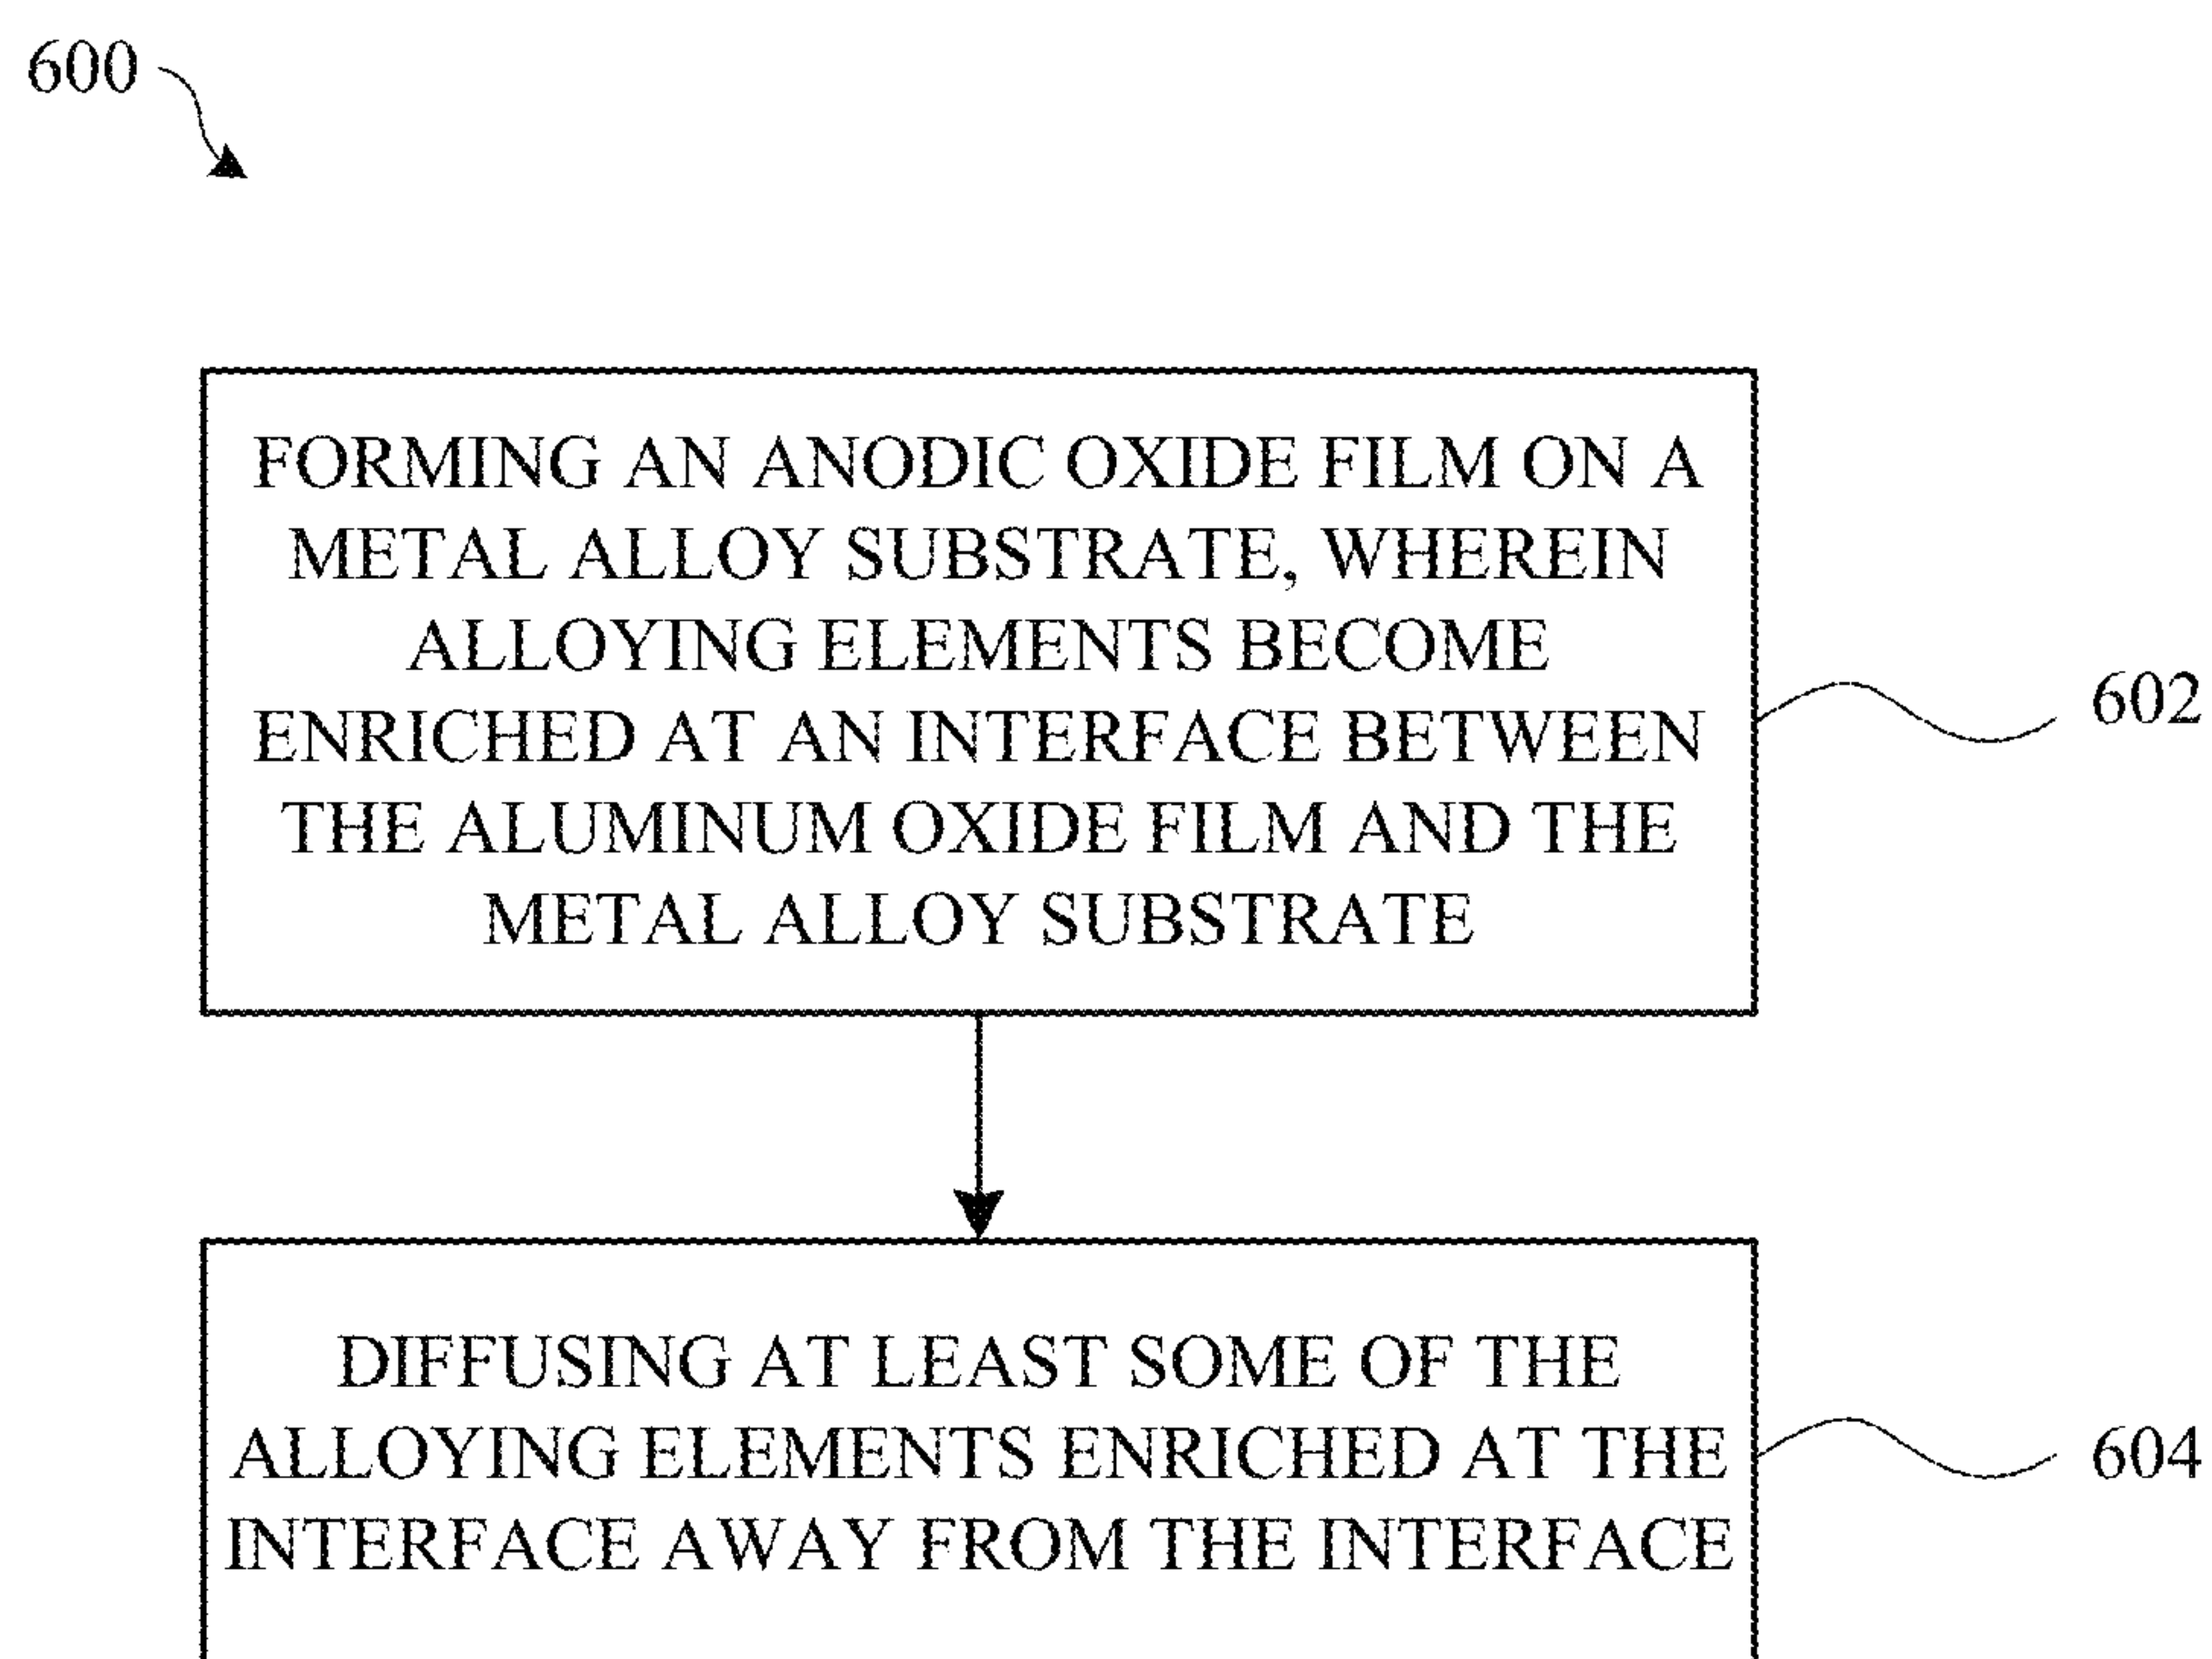 600
FORMING AN ANODIC OXIDE FILM ON A
METAL ALLOY SUBSTRATE, WHEREIN
ALLOYING ELEMENTS BECOME
ENRICHED AT AN INTERFACE BETWEEN
THE ALUMINUM OXIDE FILM AND THE
METAL ALLOY SUBSTRATE
602
DIFFUSING AT LEAST SOME OF THE
ALLOYING ELEMENTS ENRICHED AT THE
INTERFACE AWAY FROM THE INTERFACE
604